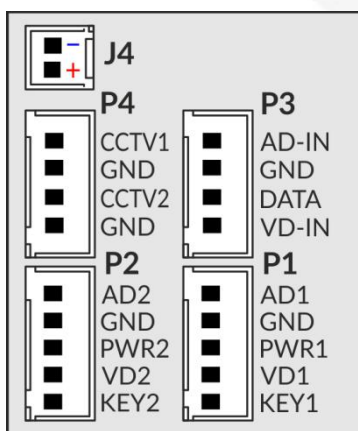 − J4
+
P4
CCTV1
GND
CCTV2
GND
P3
AD-IN
GND
DATA
VD-IN
P2
AD2
GND
PWR2
VD2
KEY2
P1
AD1
GND
PWR1
VD1
KEY1